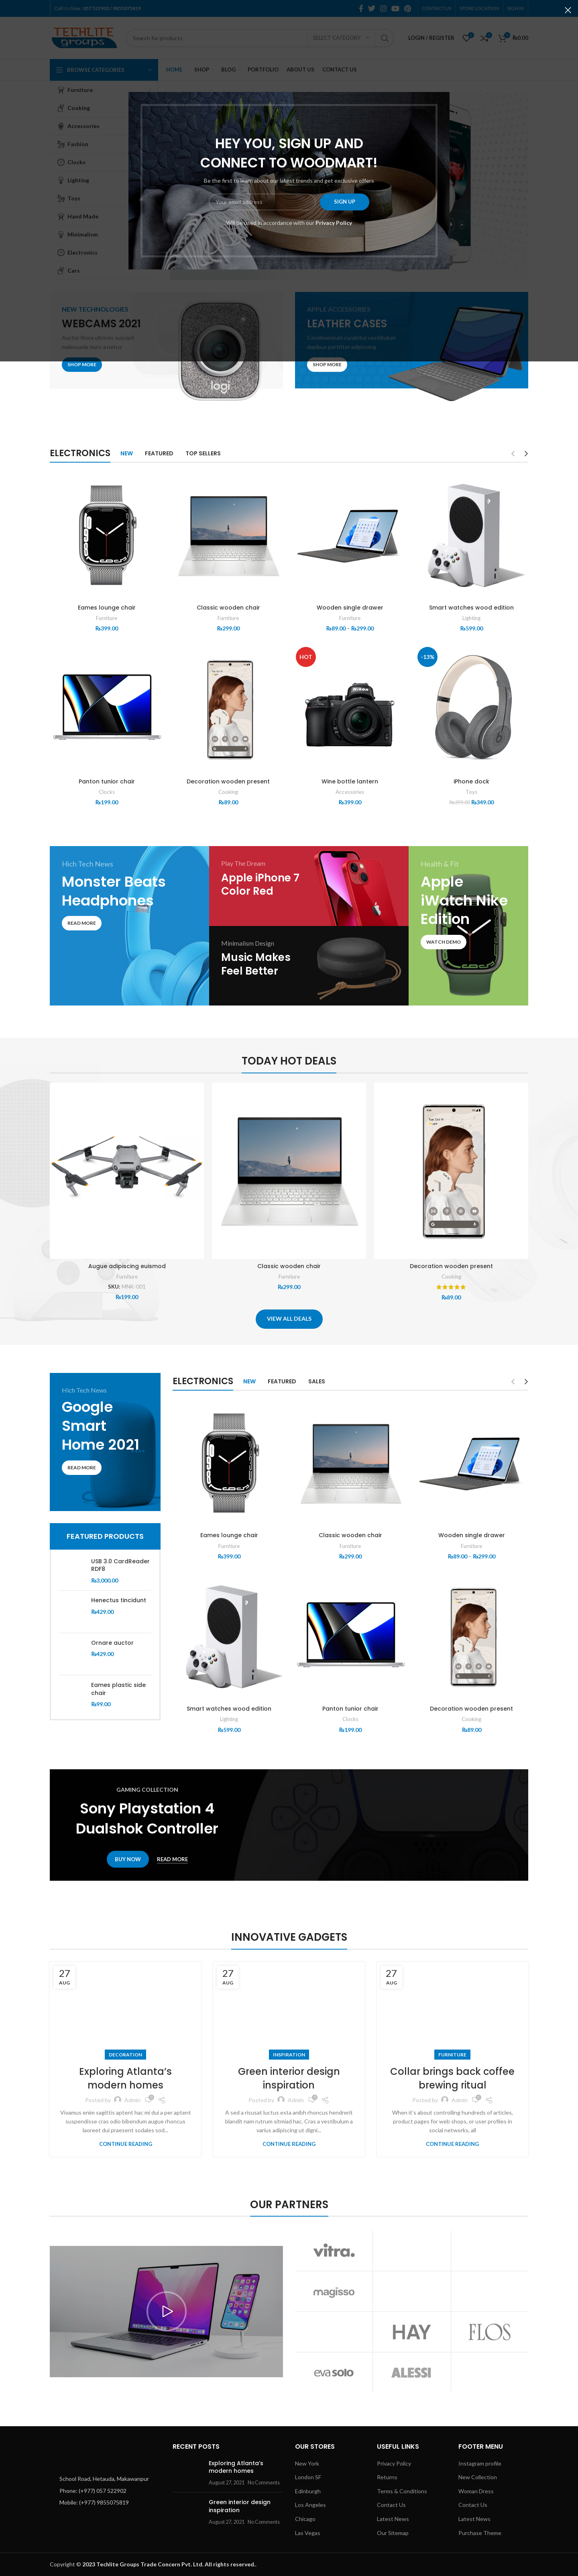 Call Us Now : 057 522902 / 9855075819
CONTACT US
STORE LOCATION
SIGN IN
TECHLITE
GROUPS
Search for products
SELECT CATEGORY
LOGIN / REGISTER
₨0.00
BROWSE CATEGORIES
HOME
SHOP
BLOG
PORTFOLIO
ABOUT US
CONTACT US
Furniture
Cooking
Accessories
Fashion
Clocks
Lighting
Toys
Hand Made
Minimalism
Electronics
Cars
HEY YOU, SIGN UP AND
CONNECT TO WOODMART!
Be the first to learn about our latest trends and get exclusive offers
Your email address
SIGN UP
Will be used in accordance with our Privacy Policy
NEW TECHNOLOGIES
WEBCAMS 2021
SHOP MORE
logi
APPLE ACCESSORIES
LEATHER CASES
SHOP MORE
ELECTRONICS
NEW
FEATURED
TOP SELLERS
Eames lounge chair
Furniture
₨399.00
Classic wooden chair
Furniture
₨299.00
Wooden single drawer
Furniture
₨89.00 – ₨299.00
Smart watches wood edition
Lighting
₨599.00
HOT
-13%
Nikon
Panton tunior chair
Clocks
₨199.00
Decoration wooden present
Cooking
₨89.00
Wine bottle lantern
Accessories
₨399.00
iPhone dock
Toys
₨399.00 ₨349.00
Hich Tech News
Monster Beats
Headphones
READ MORE
Play The Dream
Apple iPhone 7
Color Red
Minimalism Design
Music Makes
Feel Better
Health & Fit
Apple
iWatch Nike
Edition
WATCH DEMO
TODAY HOT DEALS
Augue adipiscing euismod
Furniture
SKU: MNK-001
₨199.00
Classic wooden chair
Furniture
₨299.00
Decoration wooden present
Cooking
₨89.00
VIEW ALL DEALS
Hich Tech News
Google
Smart
Home 2021
READ MORE
FEATURED PRODUCTS
USB 3.0 CardReader
RDF8
₨3,000.00
Henectus tincidunt
₨429.00
Ornare auctor
₨429.00
Eames plastic side
chair
₨99.00
ELECTRONICS
NEW
FEATURED
SALES
Eames lounge chair
Furniture
₨399.00
Classic wooden chair
Furniture
₨299.00
Wooden single drawer
Furniture
₨89.00 – ₨299.00
Smart watches wood edition
Lighting
₨599.00
Panton tunior chair
Clocks
₨199.00
Decoration wooden present
Cooking
₨89.00
GAMING COLLECTION
Sony Playstation 4
Dualshok Controller
BUY NOW
READ MORE
INNOVATIVE GADGETS
27
AUG
DECORATION
Exploring Atlanta's
modern homes
Posted by Admin
Vivamus enim sagittis aptent hac mi dui a per aptent
suspendisse cras odio bibendum augue rhoncus
laoreet dui praesent sodales sod...
CONTINUE READING
27
AUG
INSPIRATION
Green interior design
inspiration
Posted by Admin
A sed a risusat luctus esta anibh rhoncus hendrerit
blandit nam rutrum sitmiad hac. Cras a vestibulum a
varius adipiscing ut digni...
CONTINUE READING
27
AUG
FURNITURE
Collar brings back coffee
brewing ritual
Posted by Admin
When it's about controlling hundreds of articles,
product pages for web shops, or user profiles in
social networks, all
CONTINUE READING
OUR PARTNERS
vitra.
magisso
HAY
FLOS
eva solo
ALESSI
School Road, Hetauda, Makawanpur
Phone: (+977) 057 522902
Mobile: (+977) 9855075819
RECENT POSTS
Exploring Atlanta's
modern homes
August 27, 2021 No Comments
Green interior design
inspiration
August 27, 2021 No Comments
OUR STORES
New York
London SF
Edinburgh
Los Angeles
Chicago
Las Vegas
USEFUL LINKS
Privacy Policy
Returns
Terms & Conditions
Contact Us
Latest News
Our Sitemap
FOOTER MENU
Instagram profile
New Collection
Woman Dress
Contact Us
Latest News
Purchase Theme
Copyright © 2023 Techlite Groups Trade Concern Pvt. Ltd. All rights reserved..